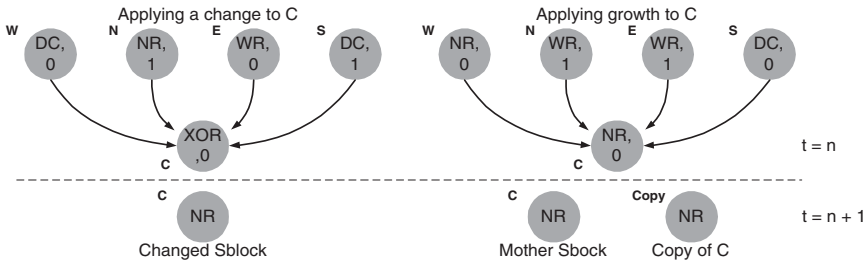 Applying a change to C
Applying growth to C
W
DC,
0
N
NR,
1
E
WR,
0
S
DC,
1
W
NR,
0
N
WR,
1
E
WR,
1
S
DC,
0
XOR
,0
C
NR,
0
C
t = n
C
NR
C
NR
Copy
NR
t = n + 1
Changed Sblock
Mother Sbock
Copy of C